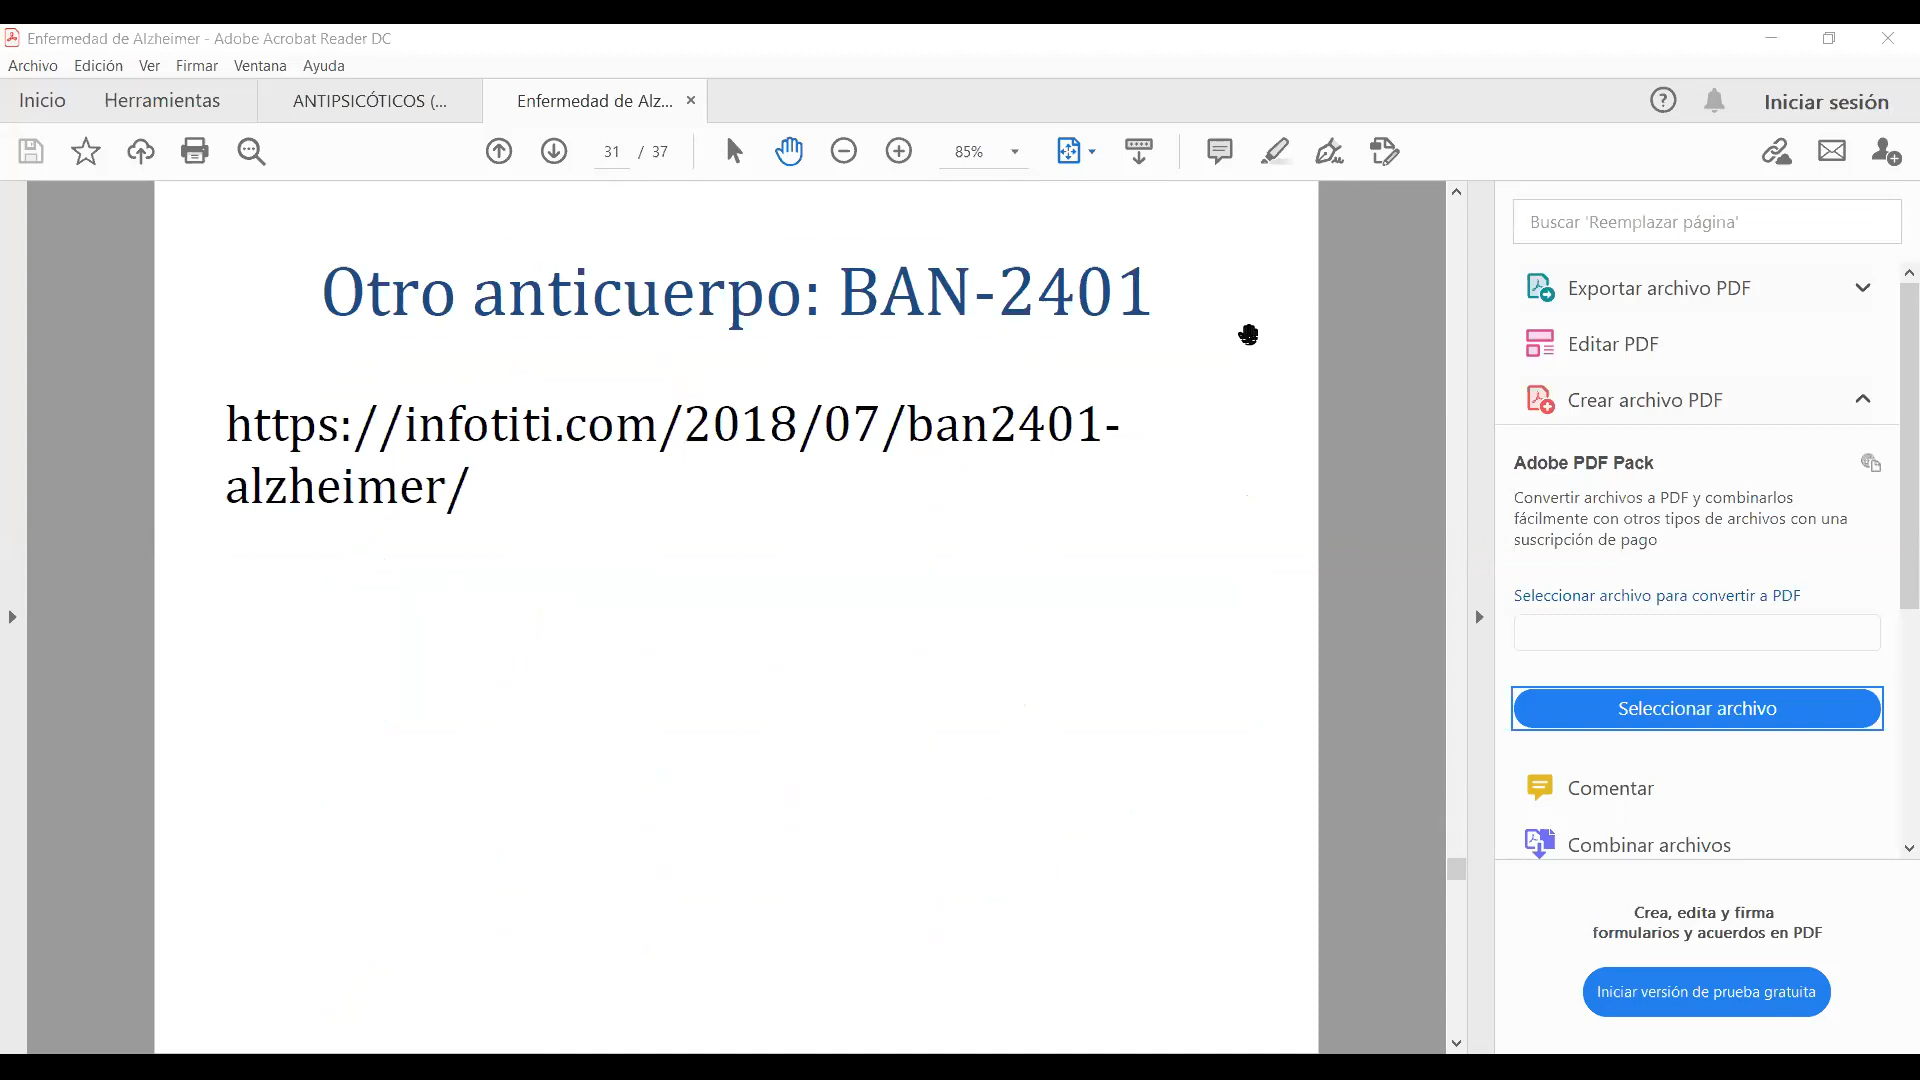 Enfermedad de Alzheimer - Adobe Acrobat Reader DC
Archivo Edición Ver Firmar Ventana Ayuda
Inicio Herramientas ANTIPSICÓTICOS (... Enfermedad de Alz... × Iniciar sesión
31 / 37 85%
Otro anticuerpo: BAN-2401
https://infotiti.com/2018/07/ban2401-
alzheimer/
Buscar 'Reemplazar página'
Exportar archivo PDF
Editar PDF
Crear archivo PDF
Adobe PDF Pack
Convertir archivos a PDF y combinarlos
fácilmente con otros tipos de archivos con una
suscripción de pago
Seleccionar archivo para convertir a PDF
Seleccionar archivo
Comentar
Combinar archivos
Crea, edita y firma
formularios y acuerdos en PDF
Iniciar versión de prueba gratuita